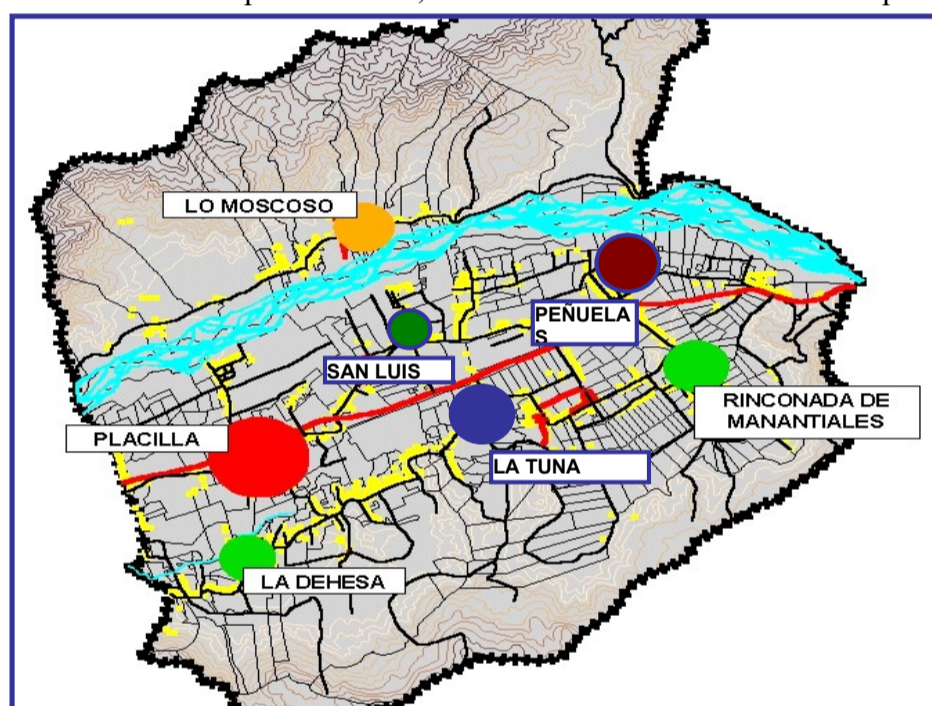 LO MOSCOSO
PEÑUELA
S
SAN LUIS
RINCONADA DE
MANANTIALES
PLACILLA
LA TUNA
LA DEHESA